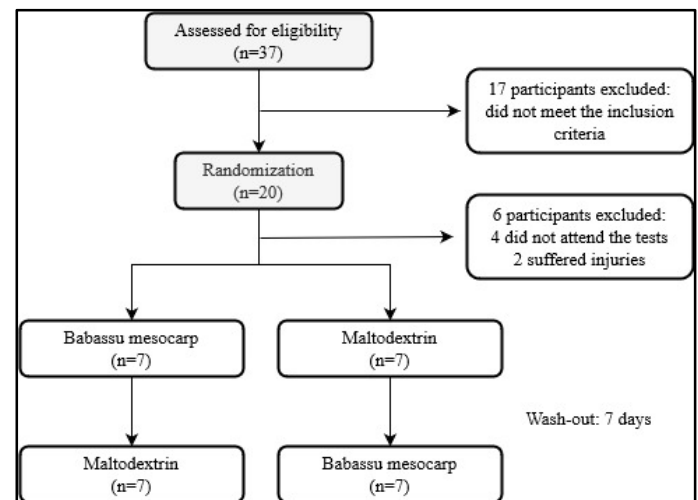 Assessed for eligibility
(n=37)
17 participants excluded:
did not meet the inclusion
criteria
Randomization
(n=20)
6 participants excluded:
4 did not attend the tests
2 suffered injuries
Babassu mesocarp
(n=7)
Maltodextrin
(n=7)
Wash-out: 7 days
Maltodextrin
(n=7)
Babassu mesocarp
(n=7)